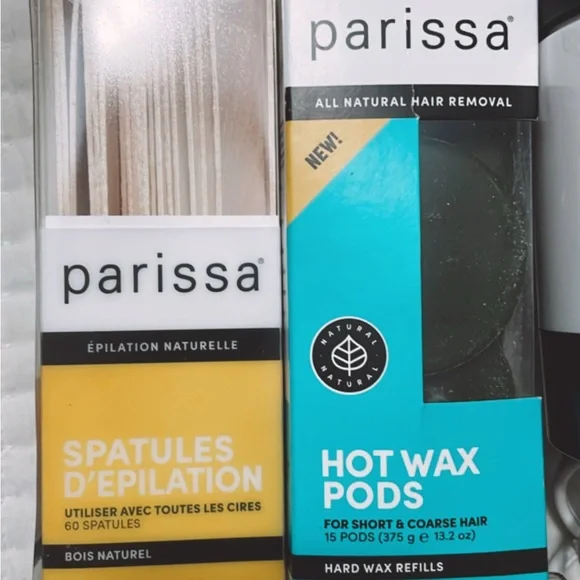 parissa®
ÉPILATION NATURELLE
SPATULES
D'EPILATION
UTILISER AVEC TOUTES LES CIRES
60 SPATULES
BOIS NATUREL
parissa®
ALL NATURAL HAIR REMOVAL
NEW!
NATURAL
NATURAL
HOT WAX
PODS
FOR SHORT & COARSE HAIR
15 PODS (375 g ℮ 13.2 oz)
HARD WAX REFILLS